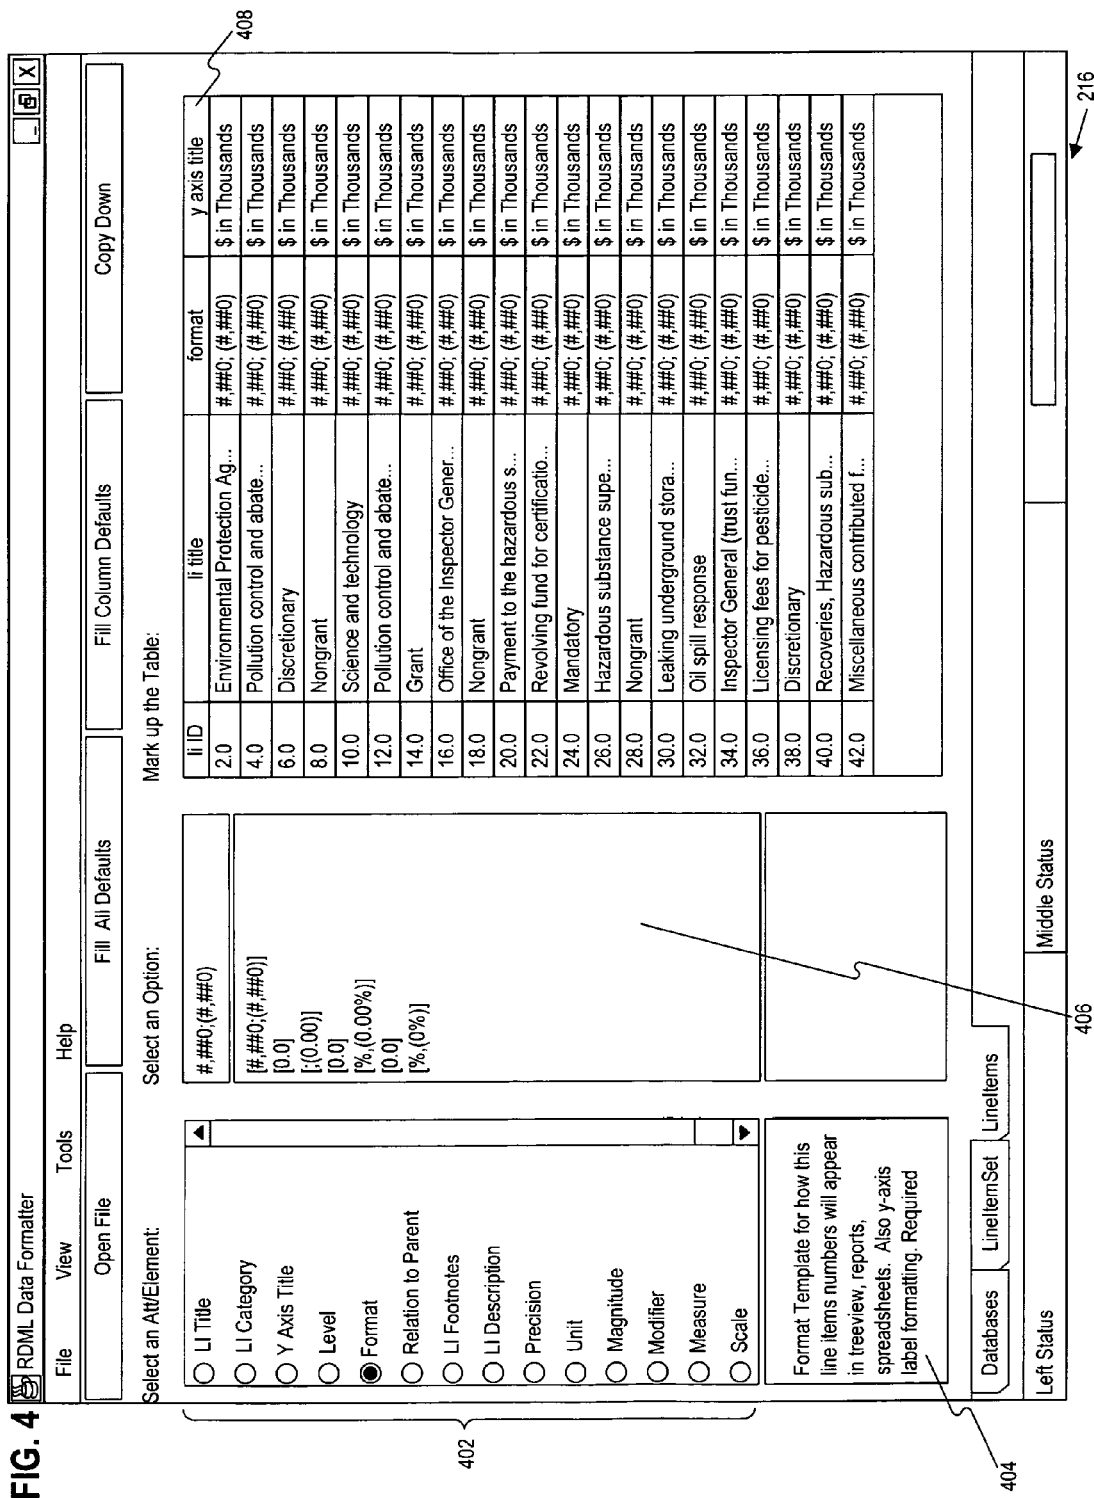 FIG. 4
RDML Data Formatter
File View Tools Help
Open File
Fill All Defaults
Fill Column Defaults
Copy Down
Select an Att/Element:
LI Title
LI Category
Y Axis Title
Level
Format
Relation to Parent
LI Footnotes
LI Description
Precision
Unit
Magnitude
Modifier
Measure
Scale
402
Format Template for how this
line items numbers will appear
in treeview, reports,
spreadsheets. Also y-axis
label formatting. Required
404
Select an Option:
#,##0;(#,##0)
[#,##0;(#,##0)]
[0.0]
[;(0.00)]
[0.0]
[%,(0.00%)]
[0.0]
[%,(0%)]
406
Mark up the Table:
li ID li title format y axis title
2.0 Environmental Protection Ag... #,##0; (#,##0) $ in Thousands
4.0 Pollution control and abate... #,##0; (#,##0) $ in Thousands
6.0 Discretionary #,##0; (#,##0) $ in Thousands
8.0 Nongrant #,##0; (#,##0) $ in Thousands
10.0 Science and technology #,##0; (#,##0) $ in Thousands
12.0 Pollution control and abate... #,##0; (#,##0) $ in Thousands
14.0 Grant #,##0; (#,##0) $ in Thousands
16.0 Office of the Inspector Gener... #,##0; (#,##0) $ in Thousands
18.0 Nongrant #,##0; (#,##0) $ in Thousands
20.0 Payment to the hazardous s... #,##0; (#,##0) $ in Thousands
22.0 Revolving fund for certificatio... #,##0; (#,##0) $ in Thousands
24.0 Mandatory #,##0; (#,##0) $ in Thousands
26.0 Hazardous substance supe... #,##0; (#,##0) $ in Thousands
28.0 Nongrant #,##0; (#,##0) $ in Thousands
30.0 Leaking underground stora... #,##0; (#,##0) $ in Thousands
32.0 Oil spill response #,##0; (#,##0) $ in Thousands
34.0 Inspector General (trust fun... #,##0; (#,##0) $ in Thousands
36.0 Licensing fees for pesticide... #,##0; (#,##0) $ in Thousands
38.0 Discretionary #,##0; (#,##0) $ in Thousands
40.0 Recoveries, Hazardous sub... #,##0; (#,##0) $ in Thousands
42.0 Miscellaneous contributed f... #,##0; (#,##0) $ in Thousands
408
Databases LineItemSet LineItems
Left Status
Middle Status
216